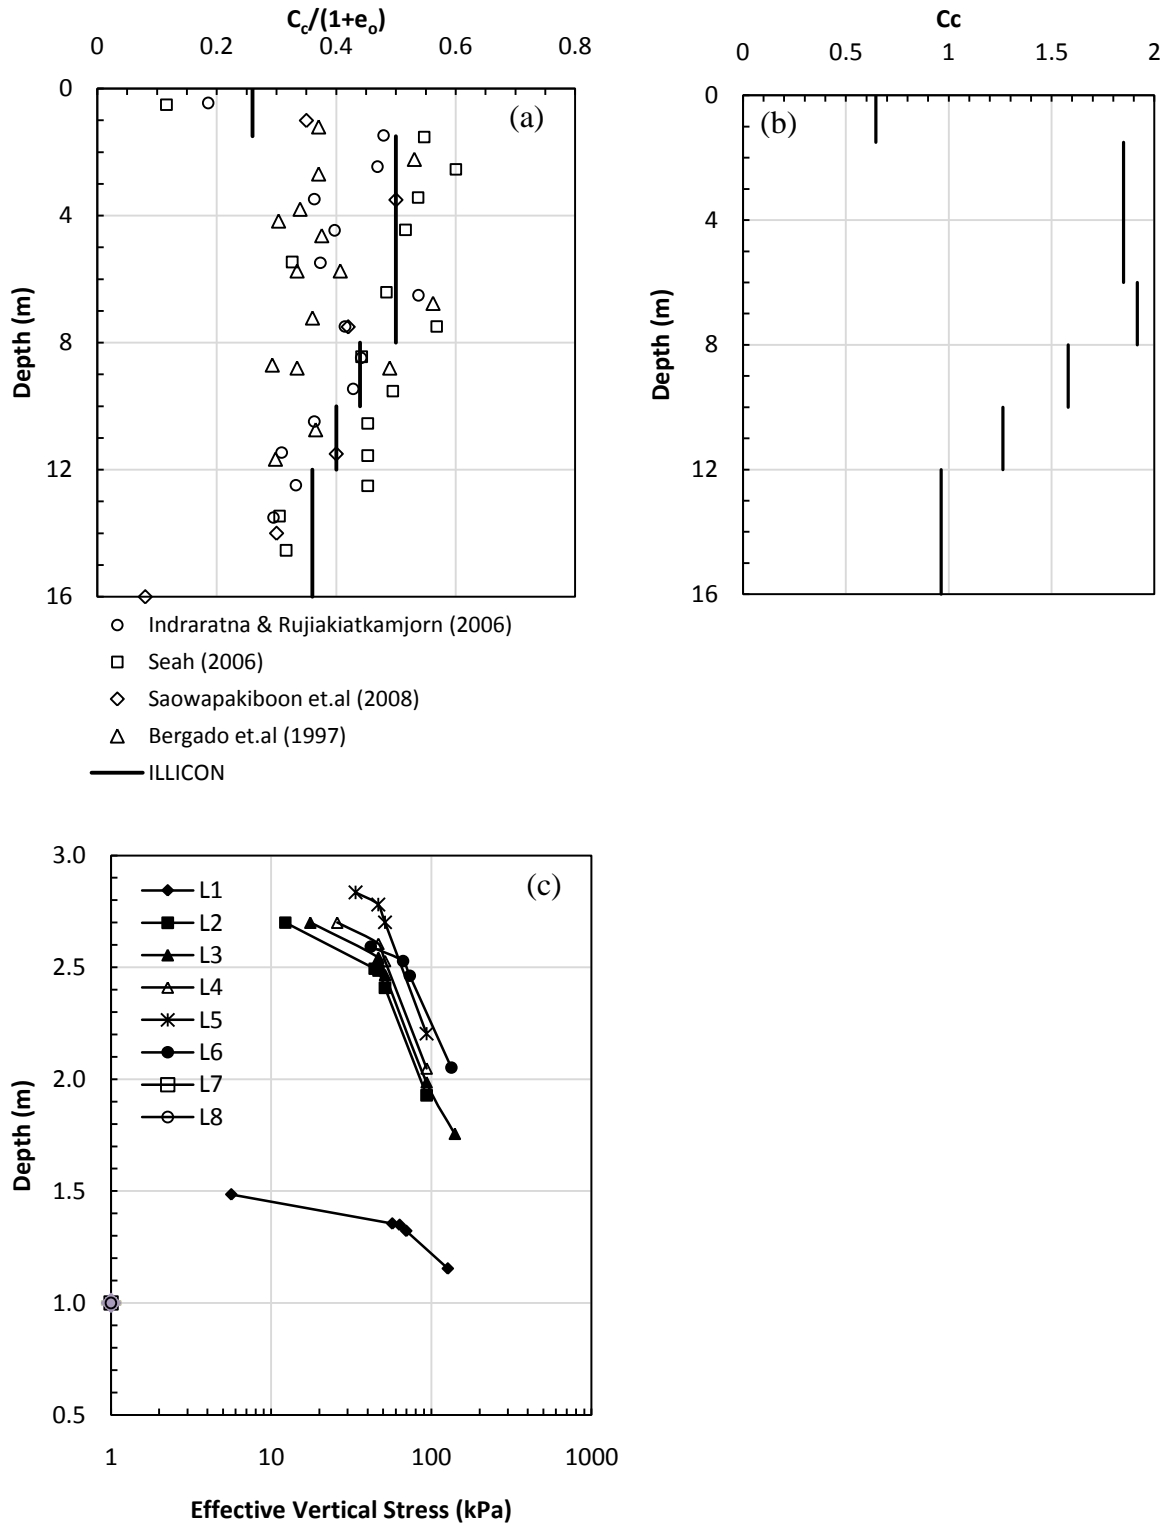 Cc/(1+eo)
0 0.2 0.4 0.6 0.8
0
4
8
12
16
Depth (m)
(a)
Indraratna & Rujiakiatkamjorn (2006)
Seah (2006)
Saowapakiboon et.al (2008)
Bergado et.al (1997)
ILLICON
Cc
0 0.5 1 1.5 2
0
4
8
12
16
Depth (m)
(b)
3.0
2.5
2.0
1.5
1.0
0.5
Depth (m)
(c)
L1
L2
L3
L4
L5
L6
L7
L8
1 10 100 1000
Effective Vertical Stress (kPa)